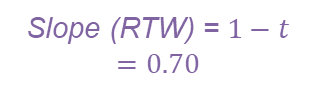 Slope (RTW) = 1 − t
= 0.70